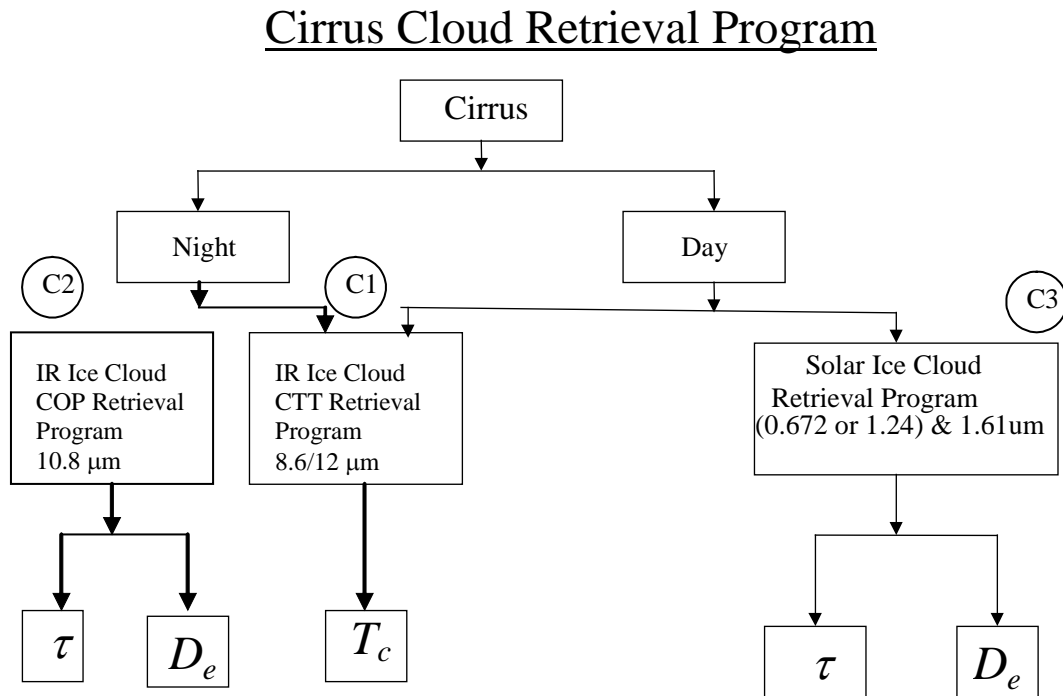 Cirrus Cloud Retrieval Program
Cirrus
Night
Day
C2
C1
C3
IR Ice Cloud
COP Retrieval
Program
10.8 μm
IR Ice Cloud
CTT Retrieval
Program
8.6/12 μm
Solar Ice Cloud
Retrieval Program
(0.672 or 1.24) & 1.61um
τ
D_e
T_c
τ
D_e